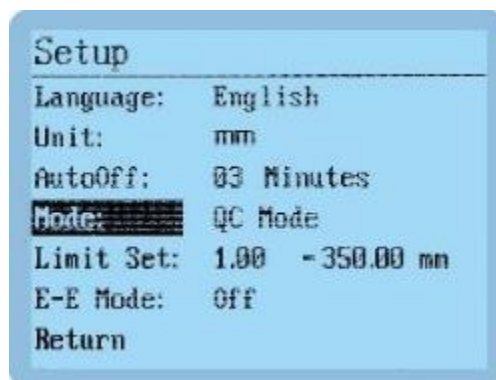 Setup
Language: English
Unit: mm
AutoOff: 03 Minutes
Mode: QC Mode
Limit Set: 1.00 -350.00 mm
E-E Mode: Off
Return